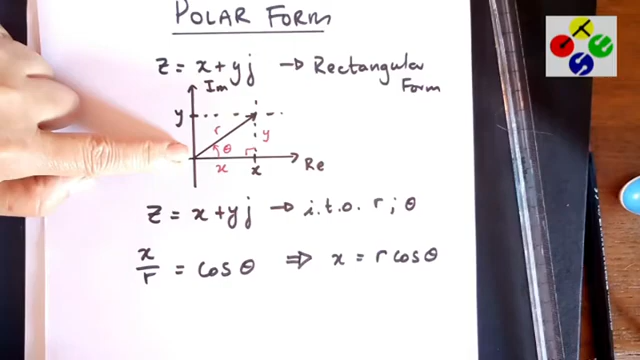 POLAR FORM
z = x + yj → Rectangular Form
Im
y
r
θ
y
x
x
Re
z = x + yj → i.t.o. r ; θ
x/r = cos θ ⇒ x = r cos θ